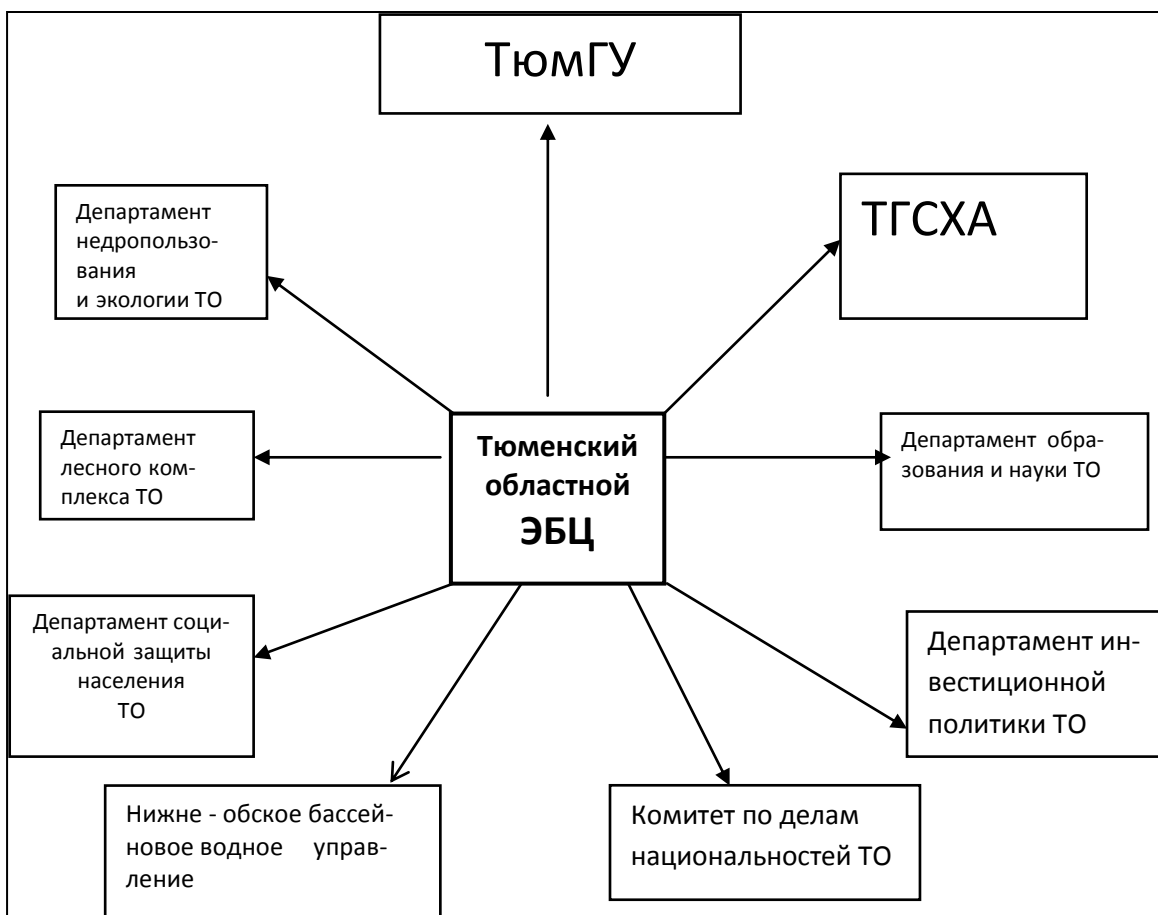 ТюмГУ
Департамент
недропользо-
вания
и экологии ТО
ТГСХА
Департамент
лесного ком-
плекса ТО
Тюменский
областной
ЭБЦ
Департамент обра-
зования и науки ТО
Департамент соци-
альной защиты
населения
ТО
Департамент ин-
вестиционной
политики ТО
Нижне - обское бассей-
новое водное управ-
ление
Комитет по делам
национальностей ТО